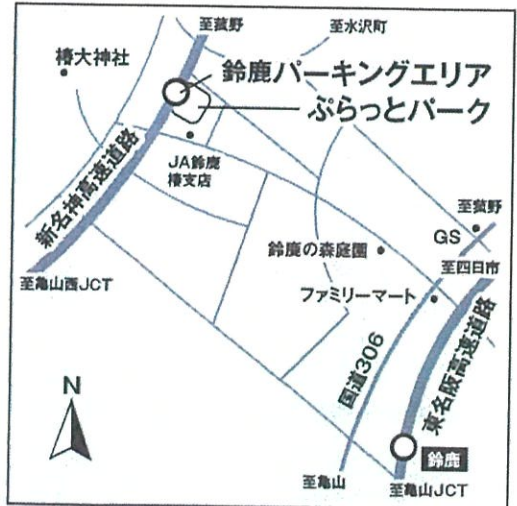 至菰野
至水沢町
椿大神社
鈴鹿パーキングエリア
ぷらっとパーク
JA鈴鹿
椿支店
新名神高速道路
至亀山西JCT
至菰野
GS
鈴鹿の森庭園
至四日市
ファミリーマート
国道306
東名阪高速道路
N
鈴鹿
至亀山
至亀山JCT